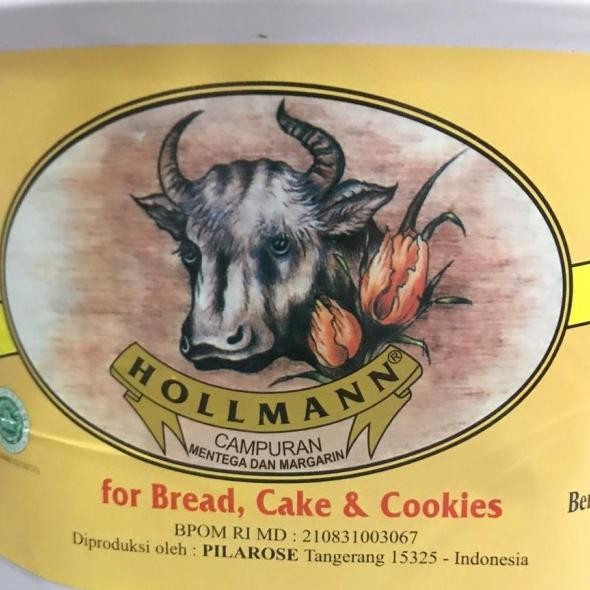 HOLLMANN®
CAMPURAN
MENTEGA DAN MARGARIN
for Bread, Cake & Cookies
BPOM RI MD : 210831003067
Diproduksi oleh : PILAROSE Tangerang 15325 - Indonesia
Ber